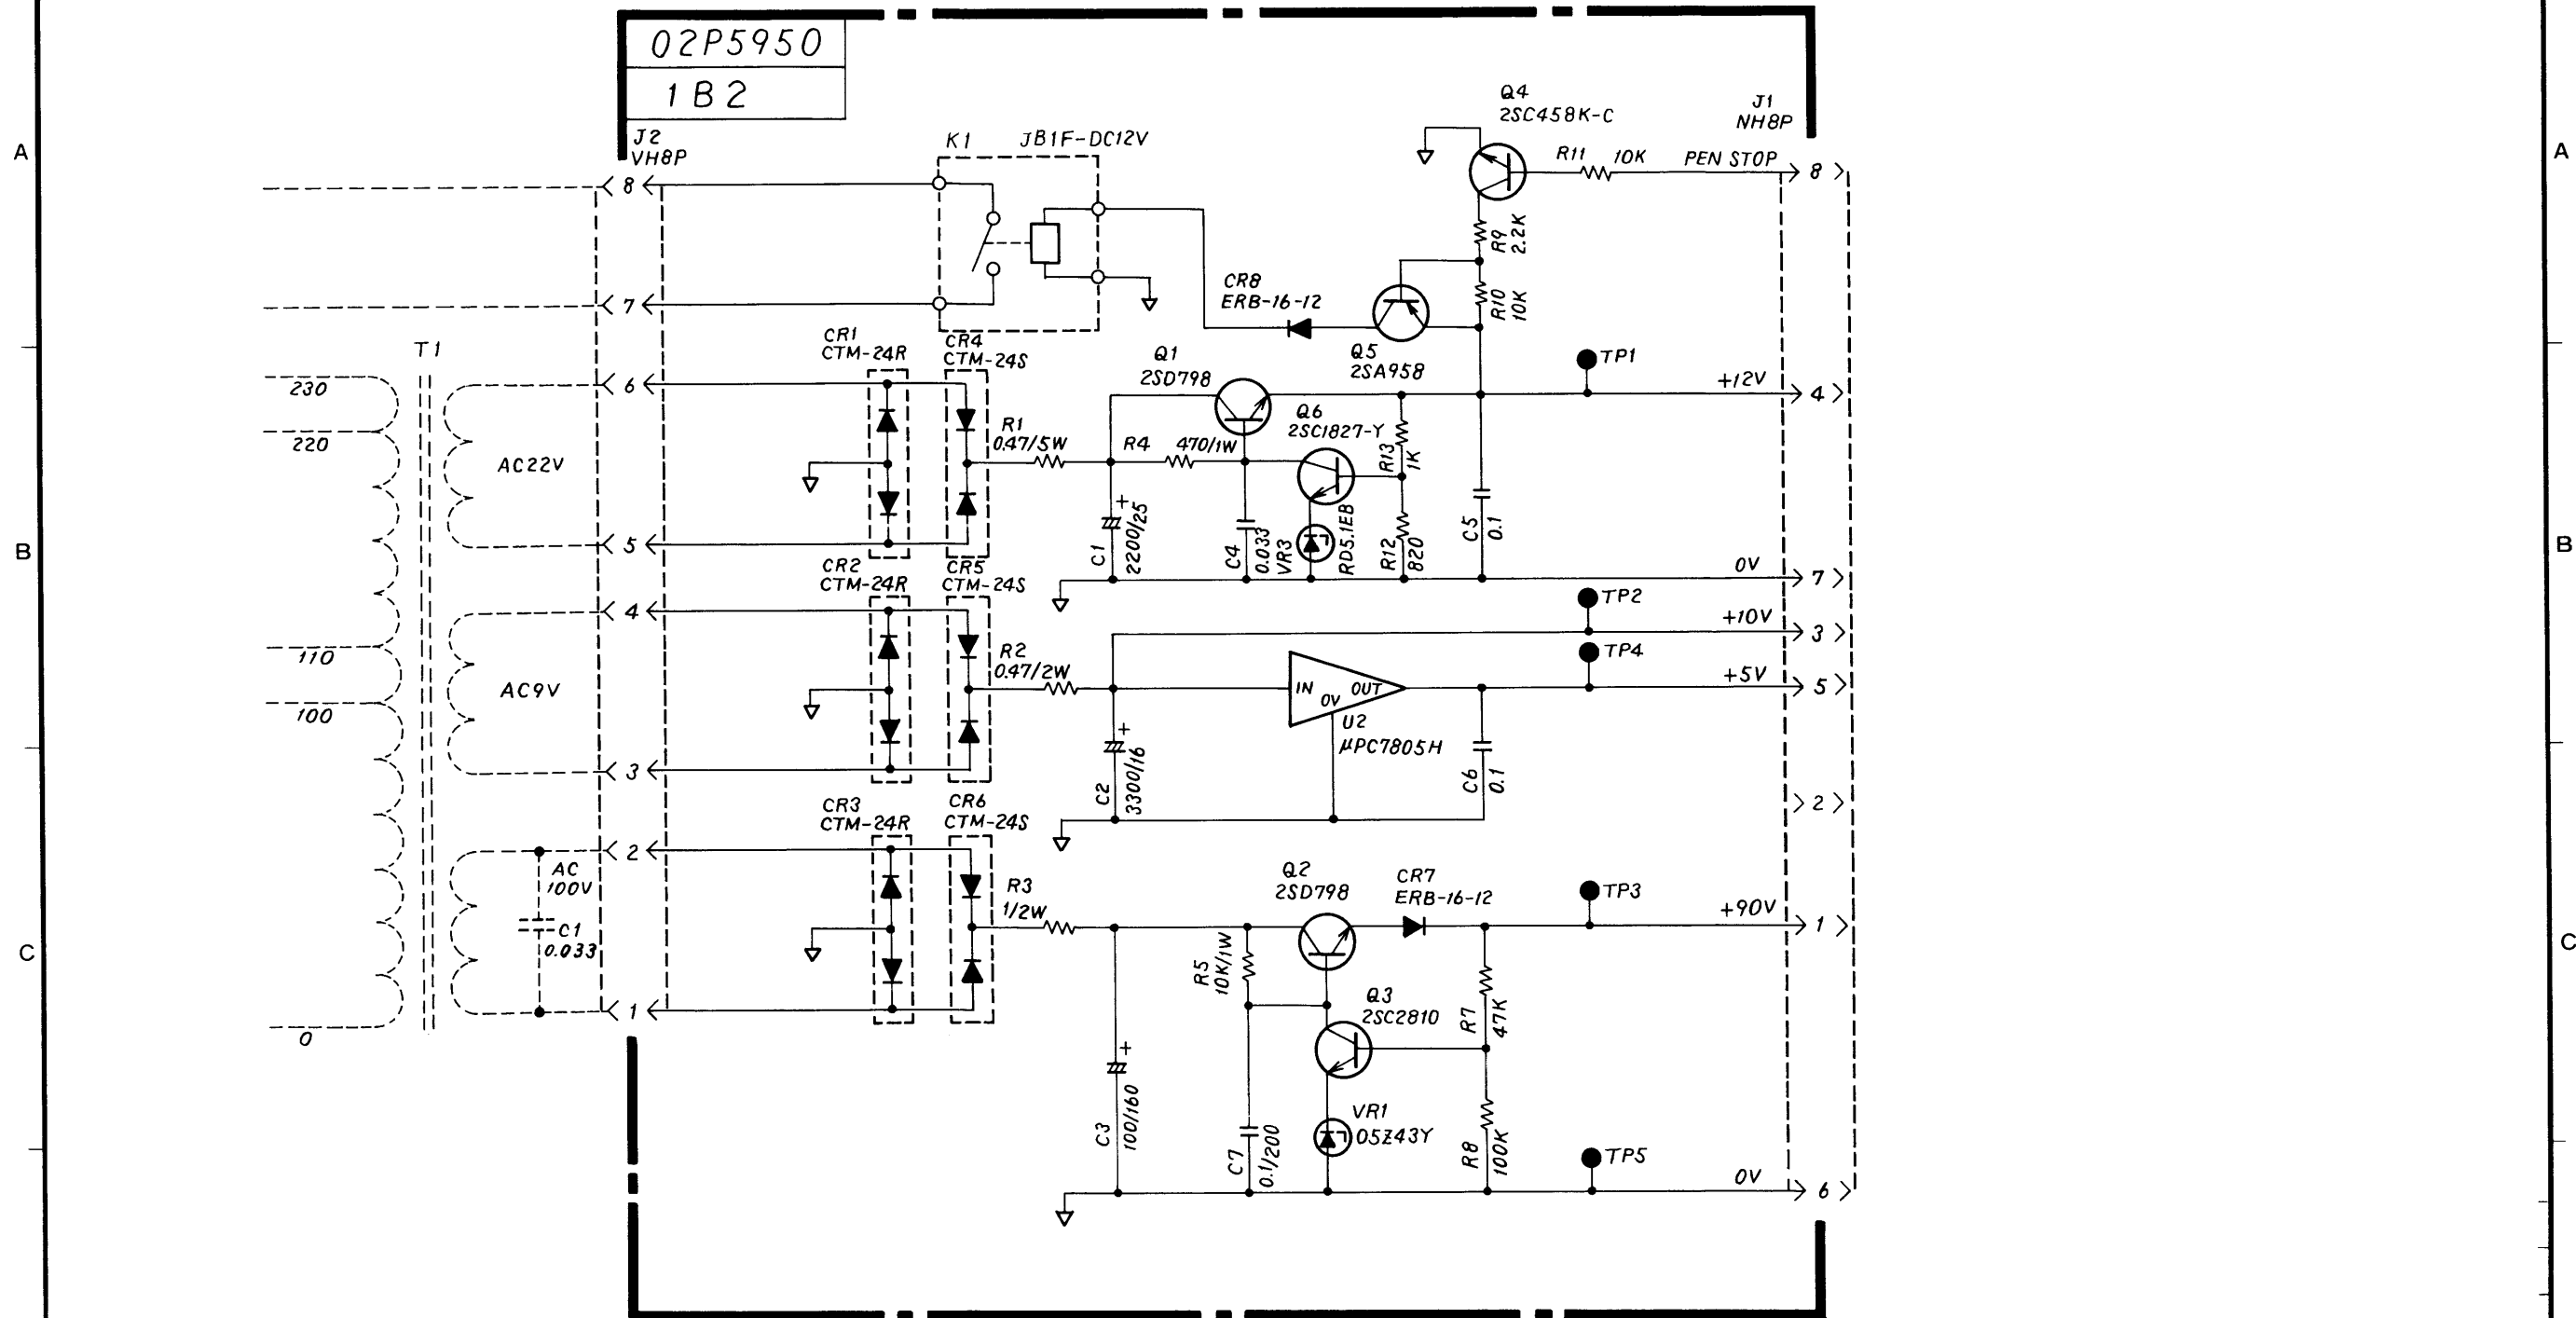 02P5950
1B2
J2
VH8P
K1
JB1F-DC12V
Q4
2SC458K-C
J1
NH8P
A
A
R11
10K
PEN STOP
8
8
R9
2.2K
CR8
ERB-16-12
R10
10K
7
CR1
CTM-24R
CR4
CTM-24S
Q1
2SD798
Q5
2SA958
TP1
T1
230
220
6
+12V
4
AC22V
R1
0.47/5W
R4
470/1W
Q6
2SC1827-Y
R13
1K
C1
2200/25
C4
0.033
VR3
RD5.1EB
R12
820
C5
0.1
B
B
5
0V
7
CR2
CTM-24R
CR5
CTM-24S
TP2
4
+10V
3
110
AC9V
100
R2
0.47/2W
TP4
IN
OUT
0V
+5V
5
U2
μPC7805H
C2
3300/16
C6
0.1
3
2
CR3
CTM-24R
CR6
CTM-24S
2
AC
100V
C1
0.033
R3
1/2W
Q2
2SD798
CR7
ERB-16-12
TP3
+90V
1
C
C
R5
10K/1W
Q3
2SC2810
R7
47K
1
0
C3
100/160
C7
0.1/200
VR1
05Z43Y
R8
100K
TP5
0V
6